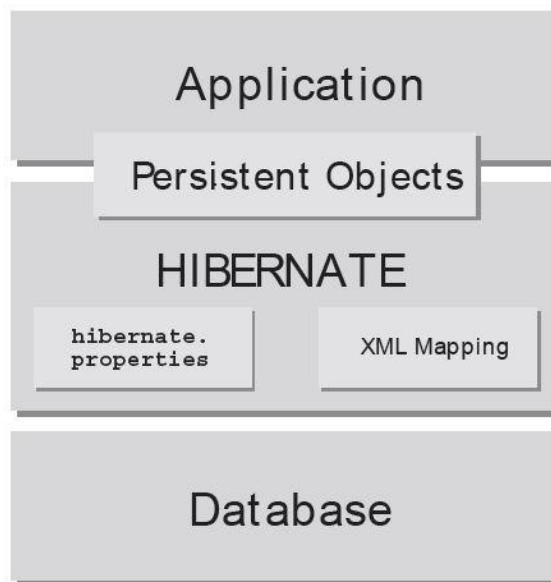 Application
Persistent Objects
HIBERNATE
hibernate.
properties
XML Mapping
Database